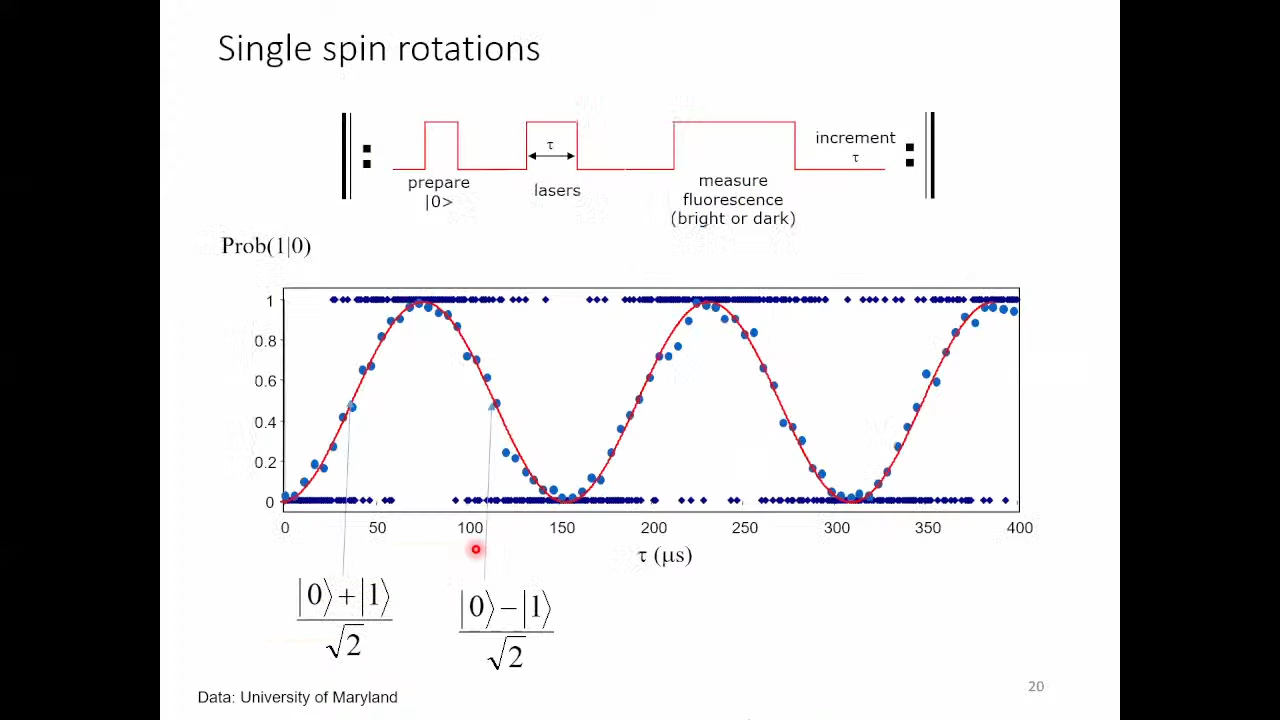 Single spin rotations
τ
increment
τ
prepare
|0>
lasers
measure
fluorescence
(bright or dark)
Prob(1|0)
1
0.8
0.6
0.4
0.2
0
0 50 100 150 200 250 300 350 400
τ (μs)
|0⟩+|1⟩
√2
|0⟩−|1⟩
√2
Data: University of Maryland
20